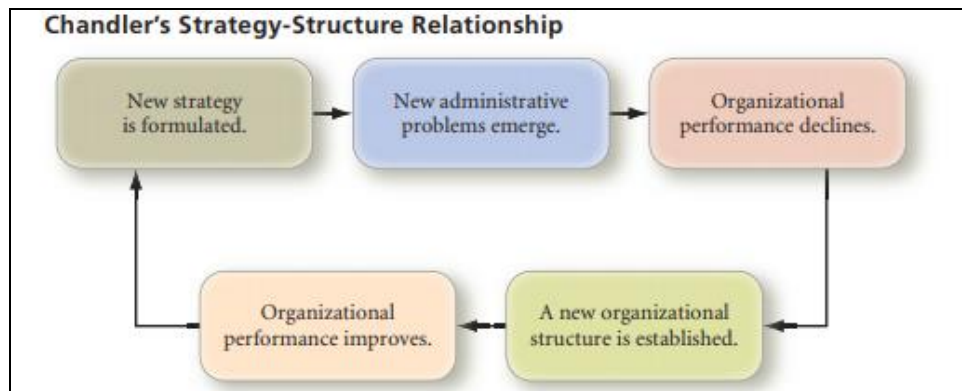 Chandler's Strategy-Structure Relationship
New strategy
is formulated.
New administrative
problems emerge.
Organizational
performance declines.
A new organizational
structure is established.
Organizational
performance improves.